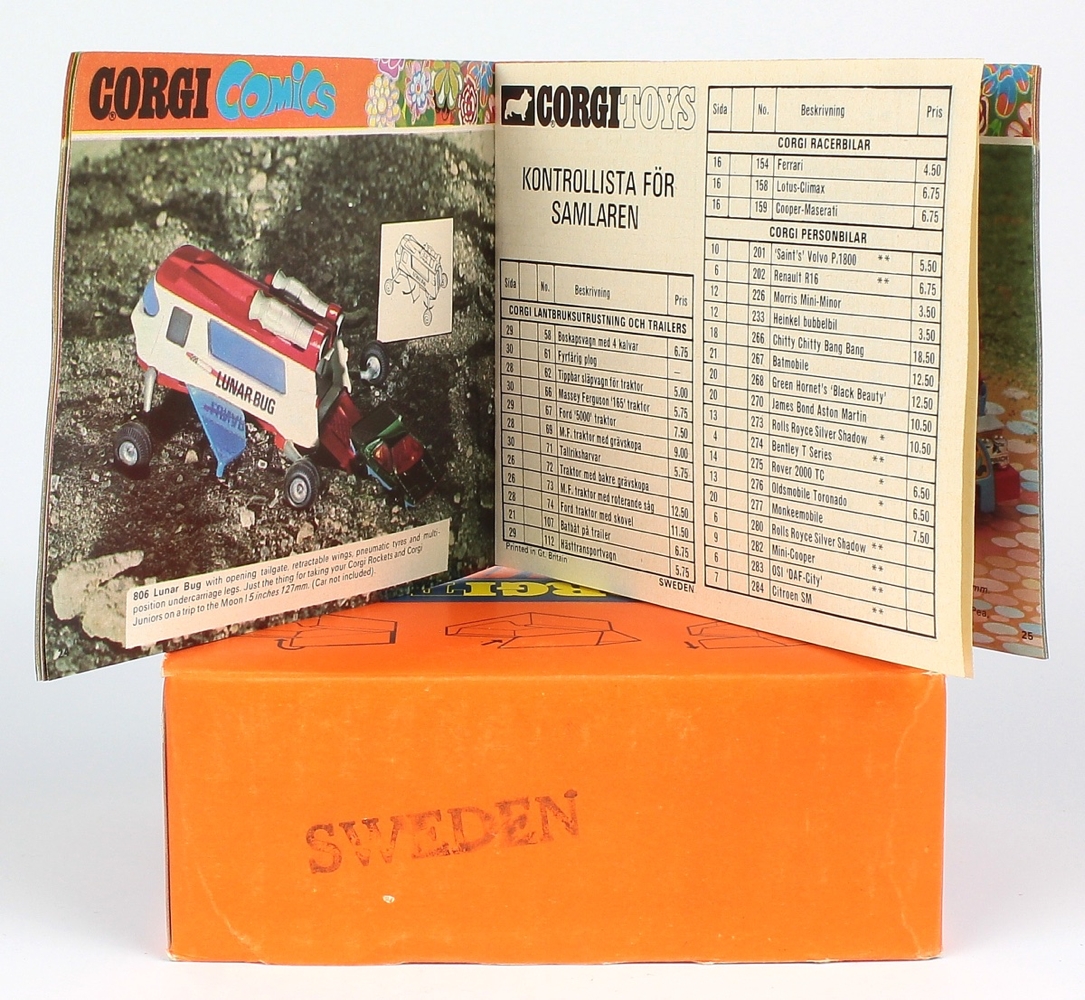 CORGI COMICS
LUNAR BUG
806 Lunar Bug with opening tailgate, retractable wings, pneumatic tyres and multi-
position undercarriage legs. Just the thing for taking your Corgi Rockets and Corgi
Juniors on a trip to the Moon! 5 inches 127mm. (Car not included).
CORGI TOYS
KONTROLLISTA FÖR
SAMLAREN
Sida No. Beskrivning Pris
CORGI LANTBRUKSUTRUSTNING OCH TRAILERS
29 58 Boskapsvagn med 4 kalvar 6.75
30 61 Fyrfårig plog —
28 62 Tippbar släpvagn för traktor 5.00
30 66 Massey Ferguson '165' traktor 5.75
29 67 Ford '5000' traktor 7.50
28 69 M.F. traktor med grävskopa 9.00
30 71 Tallriksharvar 5.75
26 72 Traktor med bakre grävskopa
26 73 M.F. traktor med roterande såg 12.50
28 74 Ford traktor med skovel 11.50
21 107 Batbåt på trailer 6.75
29 112 Hästtransportvagn 5.75
Printed in Gt. Britain
SWEDEN
Sida No. Beskrivning Pris
CORGI RACERBILAR
16 154 Ferrari 4.50
16 158 Lotus-Climax 6.75
16 159 Cooper-Maserati 6.75
CORGI PERSONBILAR
10 201 'Saint's' Volvo P.1800 ** 5.50
6 202 Renault R16 ** 6.75
12 226 Morris Mini-Minor 3.50
12 233 Heinkel bubbelbil 3.50
18 266 Chitty Chitty Bang Bang 18.50
21 267 Batmobile 12.50
20 268 Green Hornet's 'Black Beauty' 12.50
20 270 James Bond Aston Martin 10.50
13 273 Rolls Royce Silver Shadow * 10.50
4 274 Bentley T Series **
14 275 Rover 2000 TC 6.50
13 276 Oldsmobile Toronado * 6.50
20 277 Monkeemobile 7.50
6 280 Rolls Royce Silver Shadow **
9 282 Mini-Cooper **
6 283 OSI 'DAF-City' **
7 284 Citroen SM **
mm
Pea,
25
SWEDEN